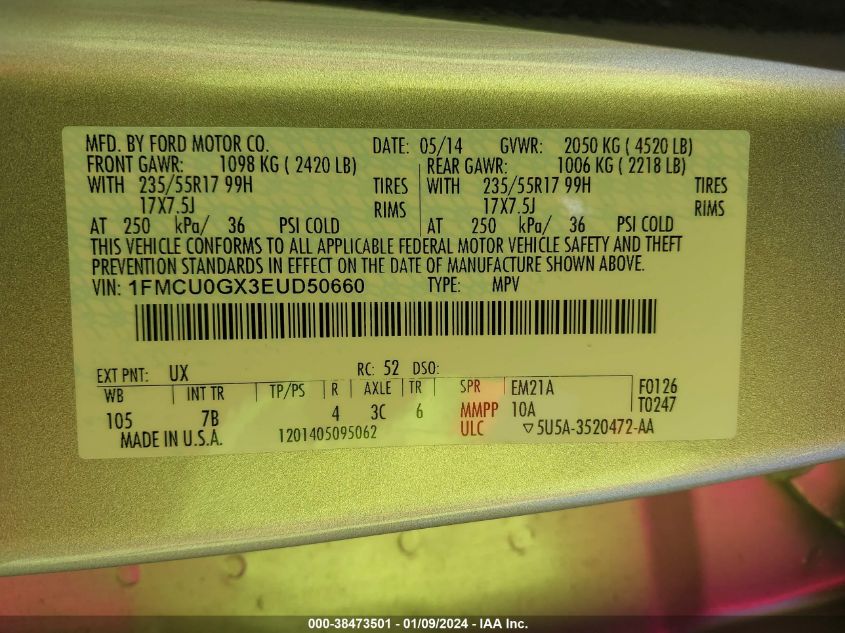 MFD. BY FORD MOTOR CO. DATE: 05/14 GVWR: 2050 KG ( 4520 LB)
FRONT GAWR: 1098 KG ( 2420 LB) REAR GAWR: 1006 KG ( 2218 LB)
WITH 235/55R17 99H TIRES WITH 235/55R17 99H TIRES
17X7.5J RIMS 17X7.5J RIMS
AT 250 kPa/ 36 PSI COLD AT 250 kPa/ 36 PSI COLD
THIS VEHICLE CONFORMS TO ALL APPLICABLE FEDERAL MOTOR VEHICLE SAFETY AND THEFT
PREVENTION STANDARDS IN EFFECT ON THE DATE OF MANUFACTURE SHOWN ABOVE.
VIN: 1FMCU0GX3EUD50660 TYPE: MPV
EXT PNT: UX RC: 52 DSO:
WB INT TR TP/PS R AXLE TR SPR EM21A F0126
105 7B 4 3C 6 MMPP 10A T0247
MADE IN U.S.A. 1201405095062 ULC ▽5U5A-3520472-AA
000-38473501 - 01/09/2024 - IAA Inc.